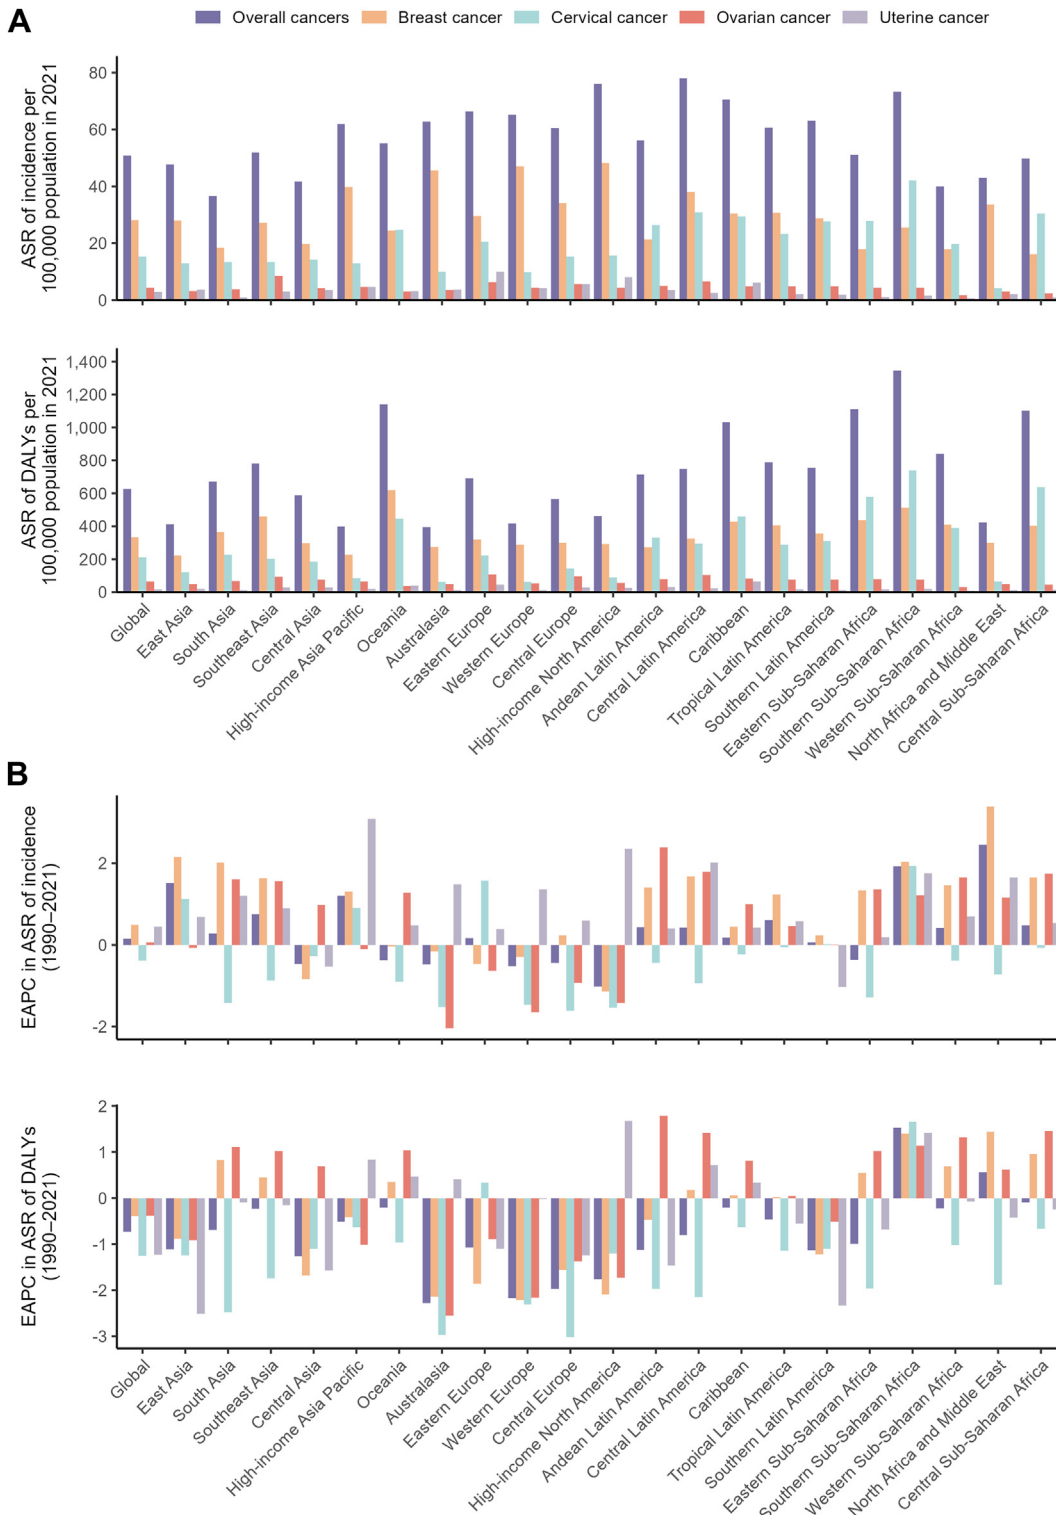 A
Overall cancers Breast cancer Cervical cancer Ovarian cancer Uterine cancer
ASR of incidence per
100,000 population in 2021
80
60
40
20
0
ASR of DALYs per
100,000 population in 2021
1,400
1,200
1,000
800
600
400
200
0
Global
East Asia
South Asia
Southeast Asia
Central Asia
High-income Asia Pacific
Oceania
Australasia
Eastern Europe
Western Europe
Central Europe
High-income North America
Andean Latin America
Central Latin America
Caribbean
Tropical Latin America
Southern Latin America
Eastern Sub-Saharan Africa
Southern Sub-Saharan Africa
Western Sub-Saharan Africa
North Africa and Middle East
Central Sub-Saharan Africa
B
EAPC in ASR of incidence
(1990–2021)
2
0
-2
EAPC in ASR of DALYs
(1990–2021)
2
1
0
-1
-2
-3
Global
East Asia
South Asia
Southeast Asia
Central Asia
High-income Asia Pacific
Oceania
Australasia
Eastern Europe
Western Europe
Central Europe
High-income North America
Andean Latin America
Central Latin America
Caribbean
Tropical Latin America
Southern Latin America
Eastern Sub-Saharan Africa
Southern Sub-Saharan Africa
Western Sub-Saharan Africa
North Africa and Middle East
Central Sub-Saharan Africa